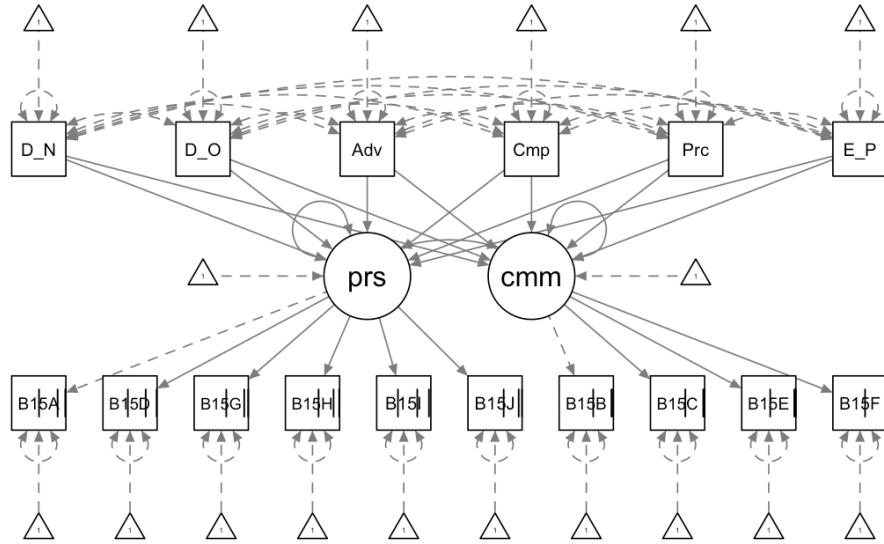 1 1 1 1 1 1
D_N D_O Adv Cmp Prc E_P
1 prs cmm 1
B15A B15D B15G B15H B15I B15J B15B B15C B15E B15F
1 1 1 1 1 1 1 1 1 1